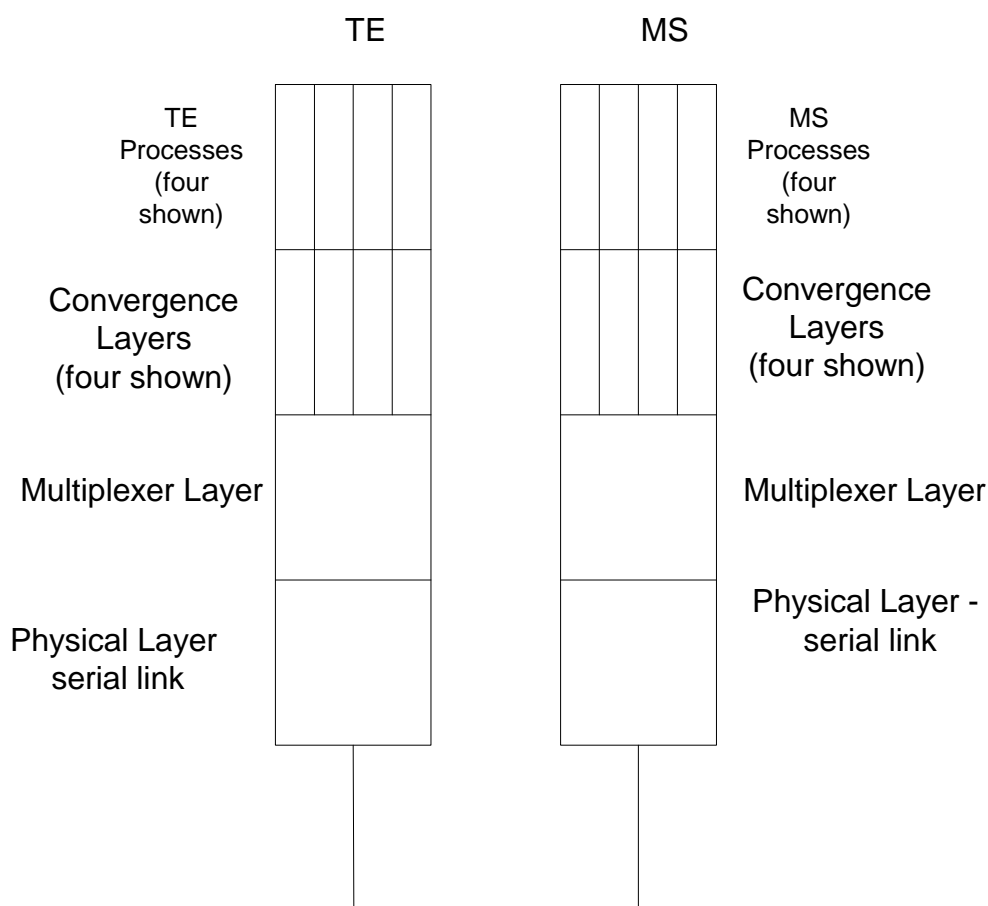 TE
MS
TE
Processes
(four
shown)
MS
Processes
(four
shown)
Convergence
Layers
(four shown)
Convergence
Layers
(four shown)
Multiplexer Layer
Multiplexer Layer
Physical Layer
serial link
Physical Layer -
serial link